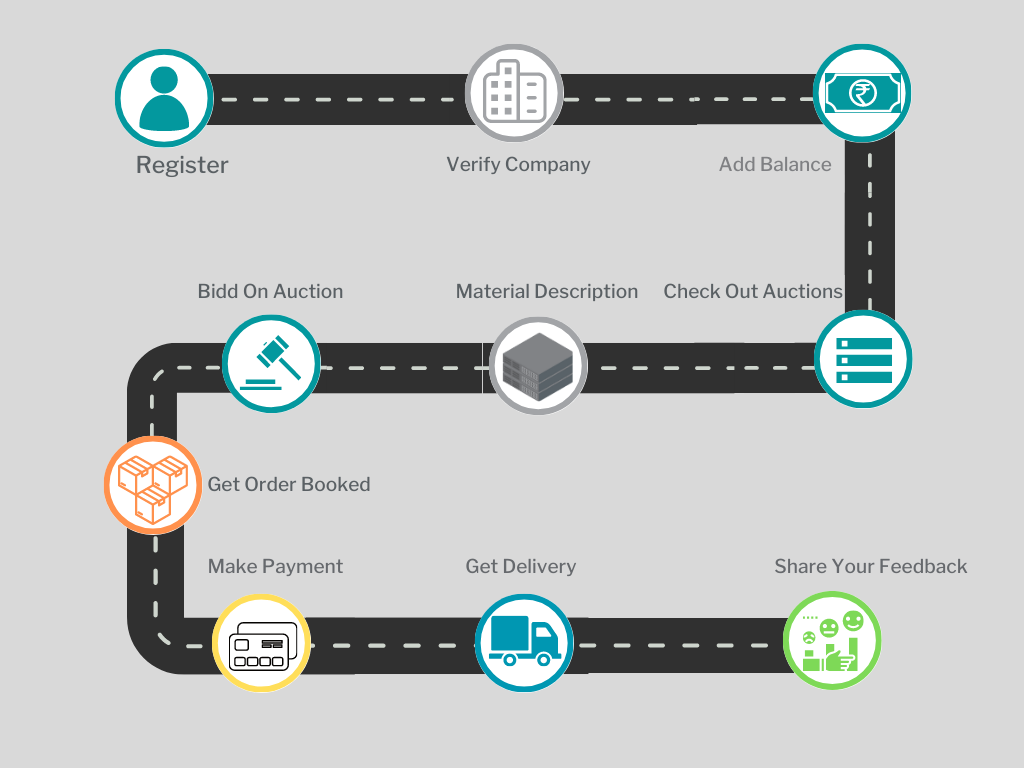 Register
Verify Company
Add Balance
Bidd On Auction
Material Description
Check Out Auctions
Get Order Booked
Make Payment
Get Delivery
Share Your Feedback